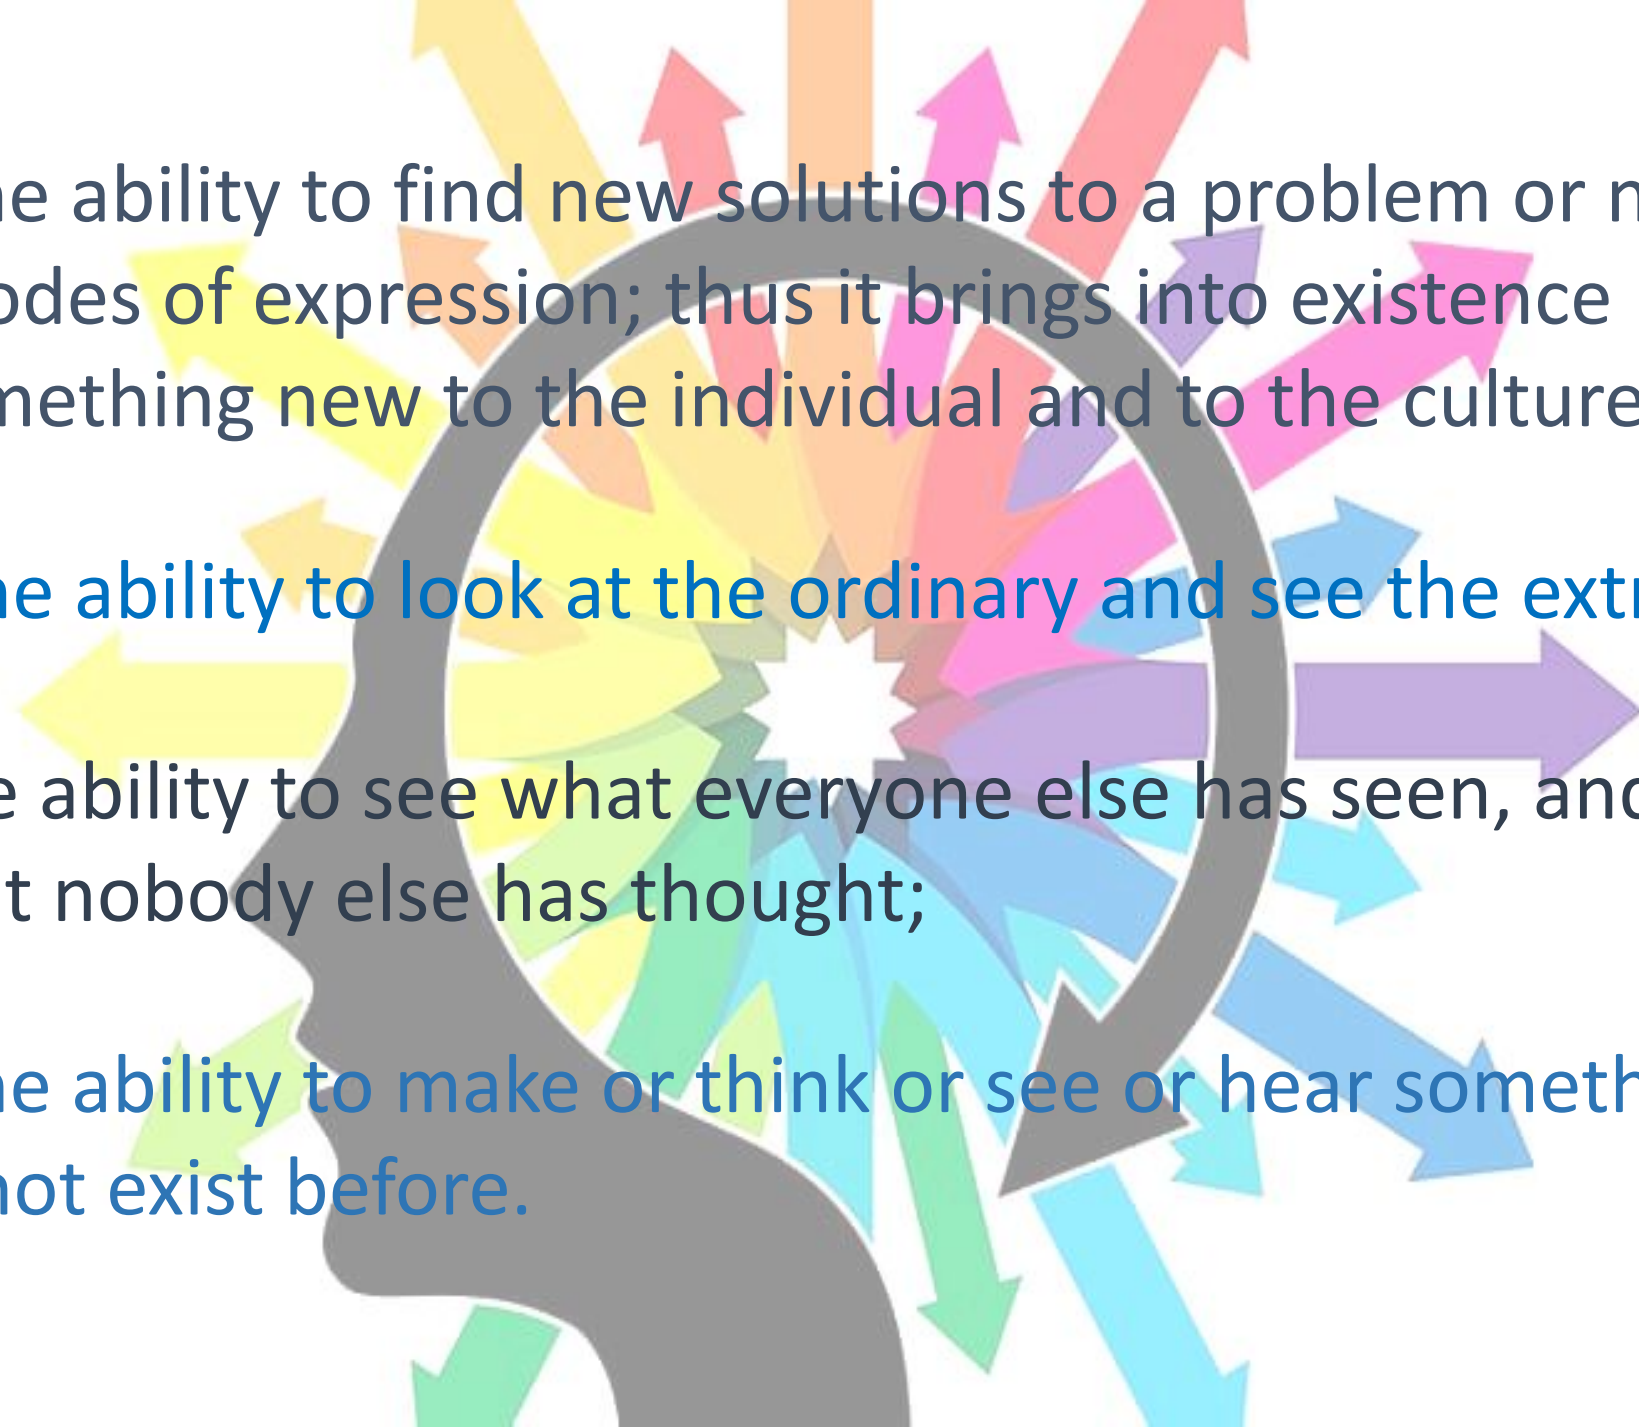 he ability to find new solutions to a problem or n
odes of expression; thus it brings into existence
mething new to the individual and to the culture
he ability to look at the ordinary and see the extr
e ability to see what everyone else has seen, and
t nobody else has thought;
he ability to make or think or see or hear someth
not exist before.